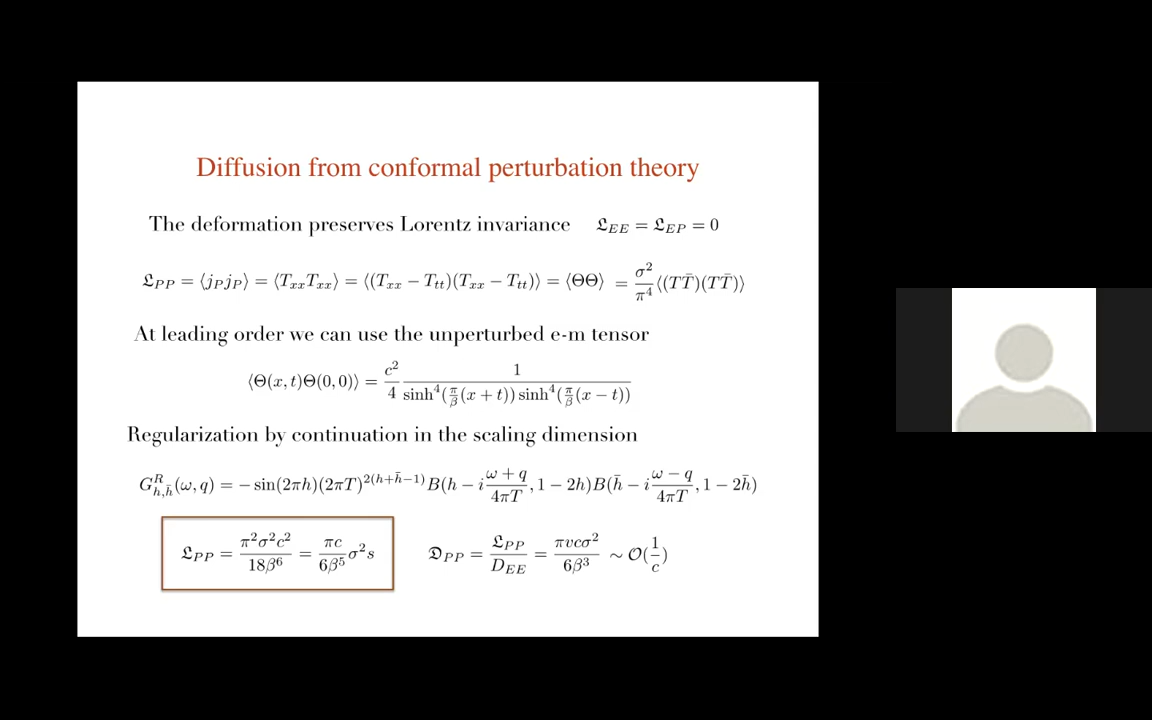 Diffusion from conformal perturbation theory
The deformation preserves Lorentz invariance 𝔏_{EE} = 𝔏_{EP} = 0
𝔏_{PP} = ⟨j_P j_P⟩ = ⟨T_{xx}T_{xx}⟩ = ⟨(T_{xx} − T_{tt})(T_{xx} − T_{tt})⟩ = ⟨ΘΘ⟩ = \frac{σ^2}{π^4}⟨(T\bar{T})(T\bar{T})⟩
At leading order we can use the unperturbed e-m tensor
⟨Θ(x,t)Θ(0,0)⟩ = \frac{c^2}{4} \frac{1}{\sinh^4(\frac{π}{β}(x+t)) \sinh^4(\frac{π}{β}(x−t))}
Regularization by continuation in the scaling dimension
G^R_{h,\bar{h}}(ω,q) = −\sin(2πh)(2πT)^{2(h+\bar{h}−1)} B(h − i\frac{ω+q}{4πT}, 1−2h)B(\bar{h} − i\frac{ω−q}{4πT}, 1−2\bar{h})
𝔏_{PP} = \frac{π^2σ^2c^2}{18β^6} = \frac{πc}{6β^5}σ^2s 𝔇_{PP} = \frac{𝔏_{PP}}{D_{EE}} = \frac{πvcσ^2}{6β^3} ∼ 𝒪(\frac{1}{c})